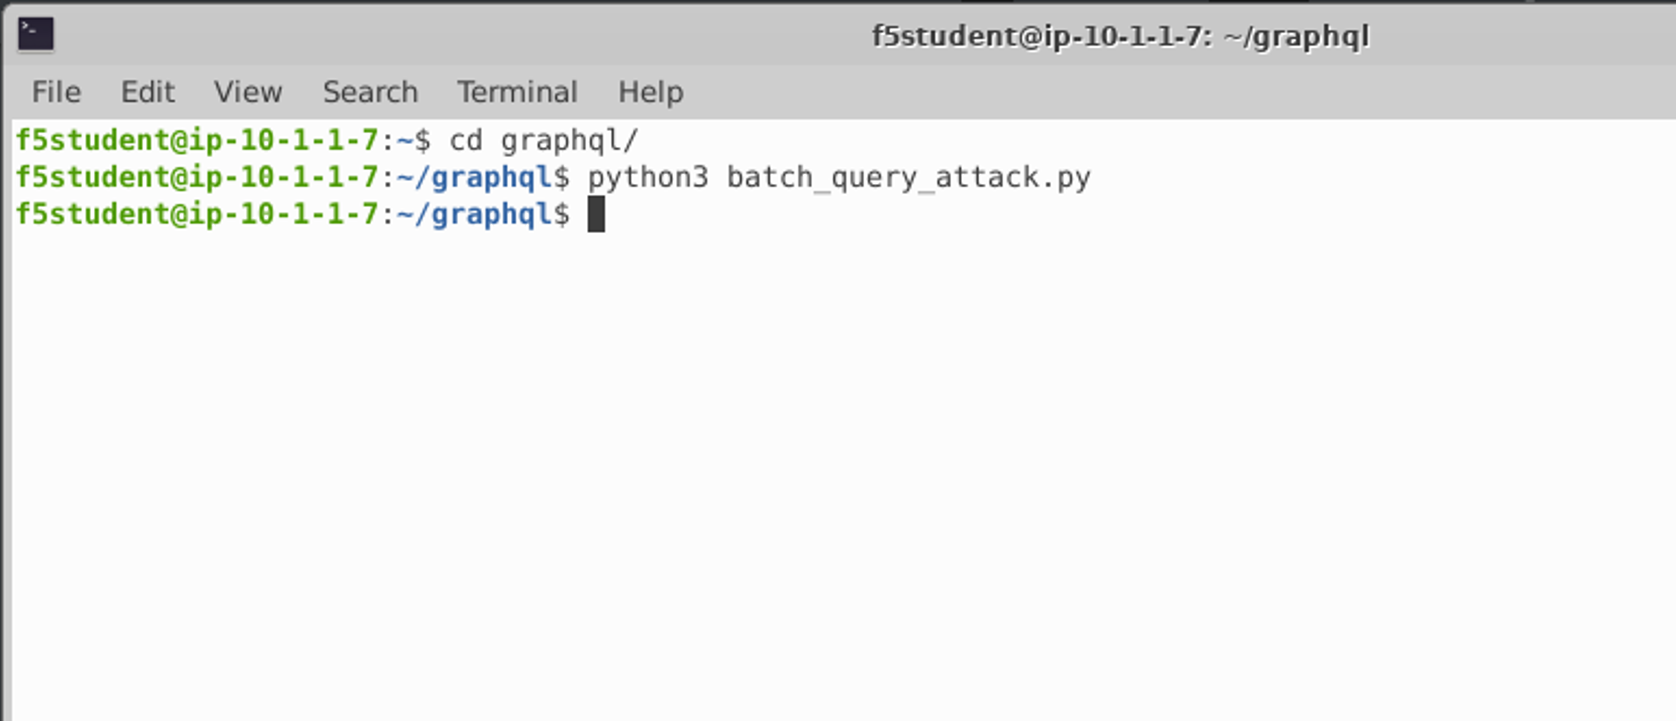 f5student@ip-10-1-1-7: ~/graphql
File Edit View Search Terminal Help
f5student@ip-10-1-1-7:~$ cd graphql/
f5student@ip-10-1-1-7:~/graphql$ python3 batch_query_attack.py
f5student@ip-10-1-1-7:~/graphql$